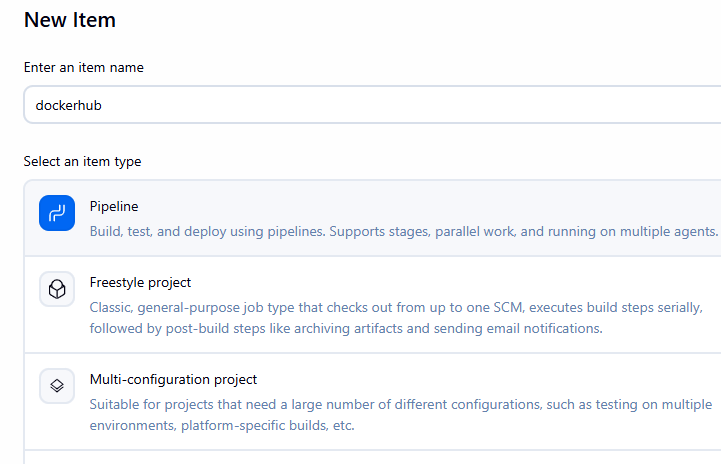 New Item
Enter an item name
dockerhub
Select an item type
Pipeline
Build, test, and deploy using pipelines. Supports stages, parallel work, and running on multiple agents.
Freestyle project
Classic, general-purpose job type that checks out from up to one SCM, executes build steps serially,
followed by post-build steps like archiving artifacts and sending email notifications.
Multi-configuration project
Suitable for projects that need a large number of different configurations, such as testing on multiple
environments, platform-specific builds, etc.